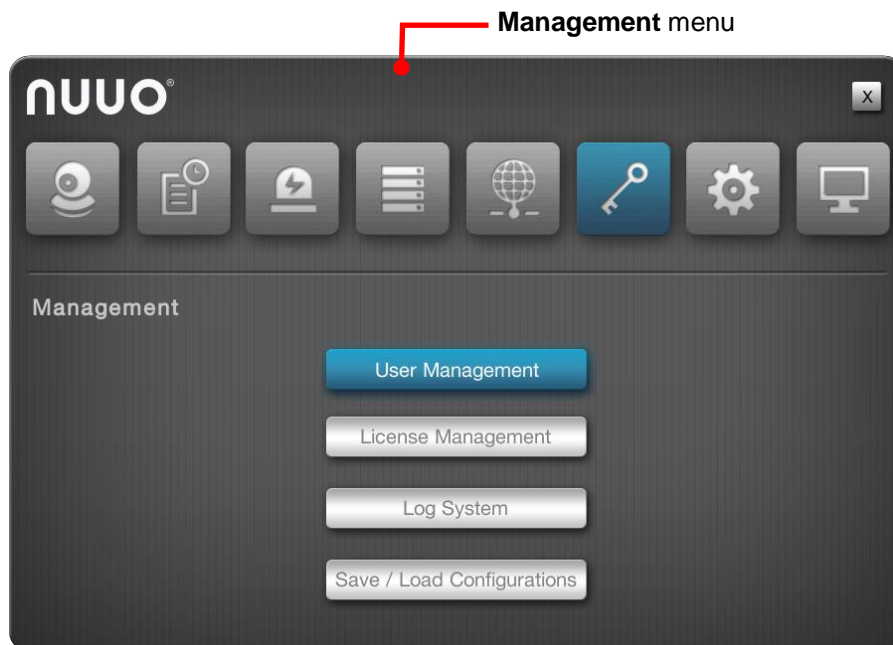 Management menu
nuuo®
X
Management
User Management
License Management
Log System
Save / Load Configurations